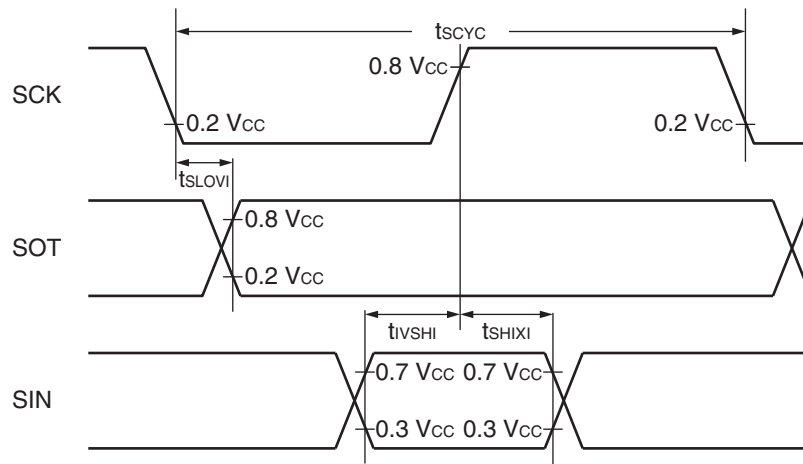 tSCYC
SCK
0.8 VCC
0.2 VCC
0.2 VCC
tSLOVI
SOT
0.8 VCC
0.2 VCC
tIVSHI
tSHIXI
SIN
0.7 VCC
0.7 VCC
0.3 VCC
0.3 VCC